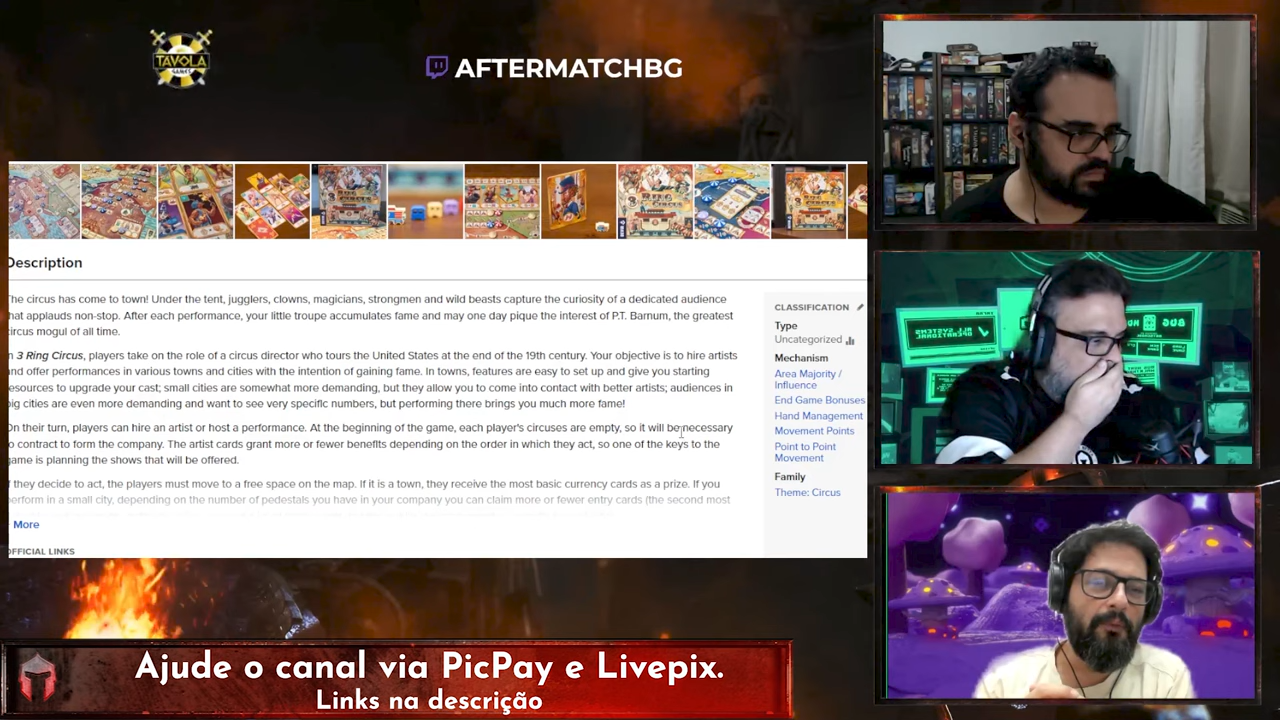 TAVOLA
GAMES
AFTERMATCHBG
Description
The circus has come to town! Under the tent, jugglers, clowns, magicians, strongmen and wild beasts capture the curiosity of a dedicated audience
that applauds non-stop. After each performance, your little troupe accumulates fame and may one day pique the interest of P.T. Barnum, the greatest
circus mogul of all time.
In 3 Ring Circus, players take on the role of a circus director who tours the United States at the end of the 19th century. Your objective is to hire artists
and offer performances in various towns and cities with the intention of gaining fame. In towns, features are easy to set up and give you starting
resources to upgrade your cast; small cities are somewhat more demanding, but they allow you to come into contact with better artists; audiences in
big cities are even more demanding and want to see very specific numbers, but performing there brings you much more fame!
On their turn, players can hire an artist or host a performance. At the beginning of the game, each player's circuses are empty, so it will be necessary
to contract to form the company. The artist cards grant more or fewer benefits depending on the order in which they act, so one of the keys to the
game is planning the shows that will be offered.
If they decide to act, the players must move to a free space on the map. If it is a town, they receive the most basic currency cards as a prize. If you
perform in a small city, depending on the number of pedestals you have in your company you can claim more or fewer entry cards (the second most
More
OFFICIAL LINKS
CLASSIFICATION
Type
Uncategorized
Mechanism
Area Majority /
Influence
End Game Bonuses
Hand Management
Movement Points
Point to Point
Movement
Family
Theme: Circus
Ajude o canal via PicPay e Livepix.
Links na descrição